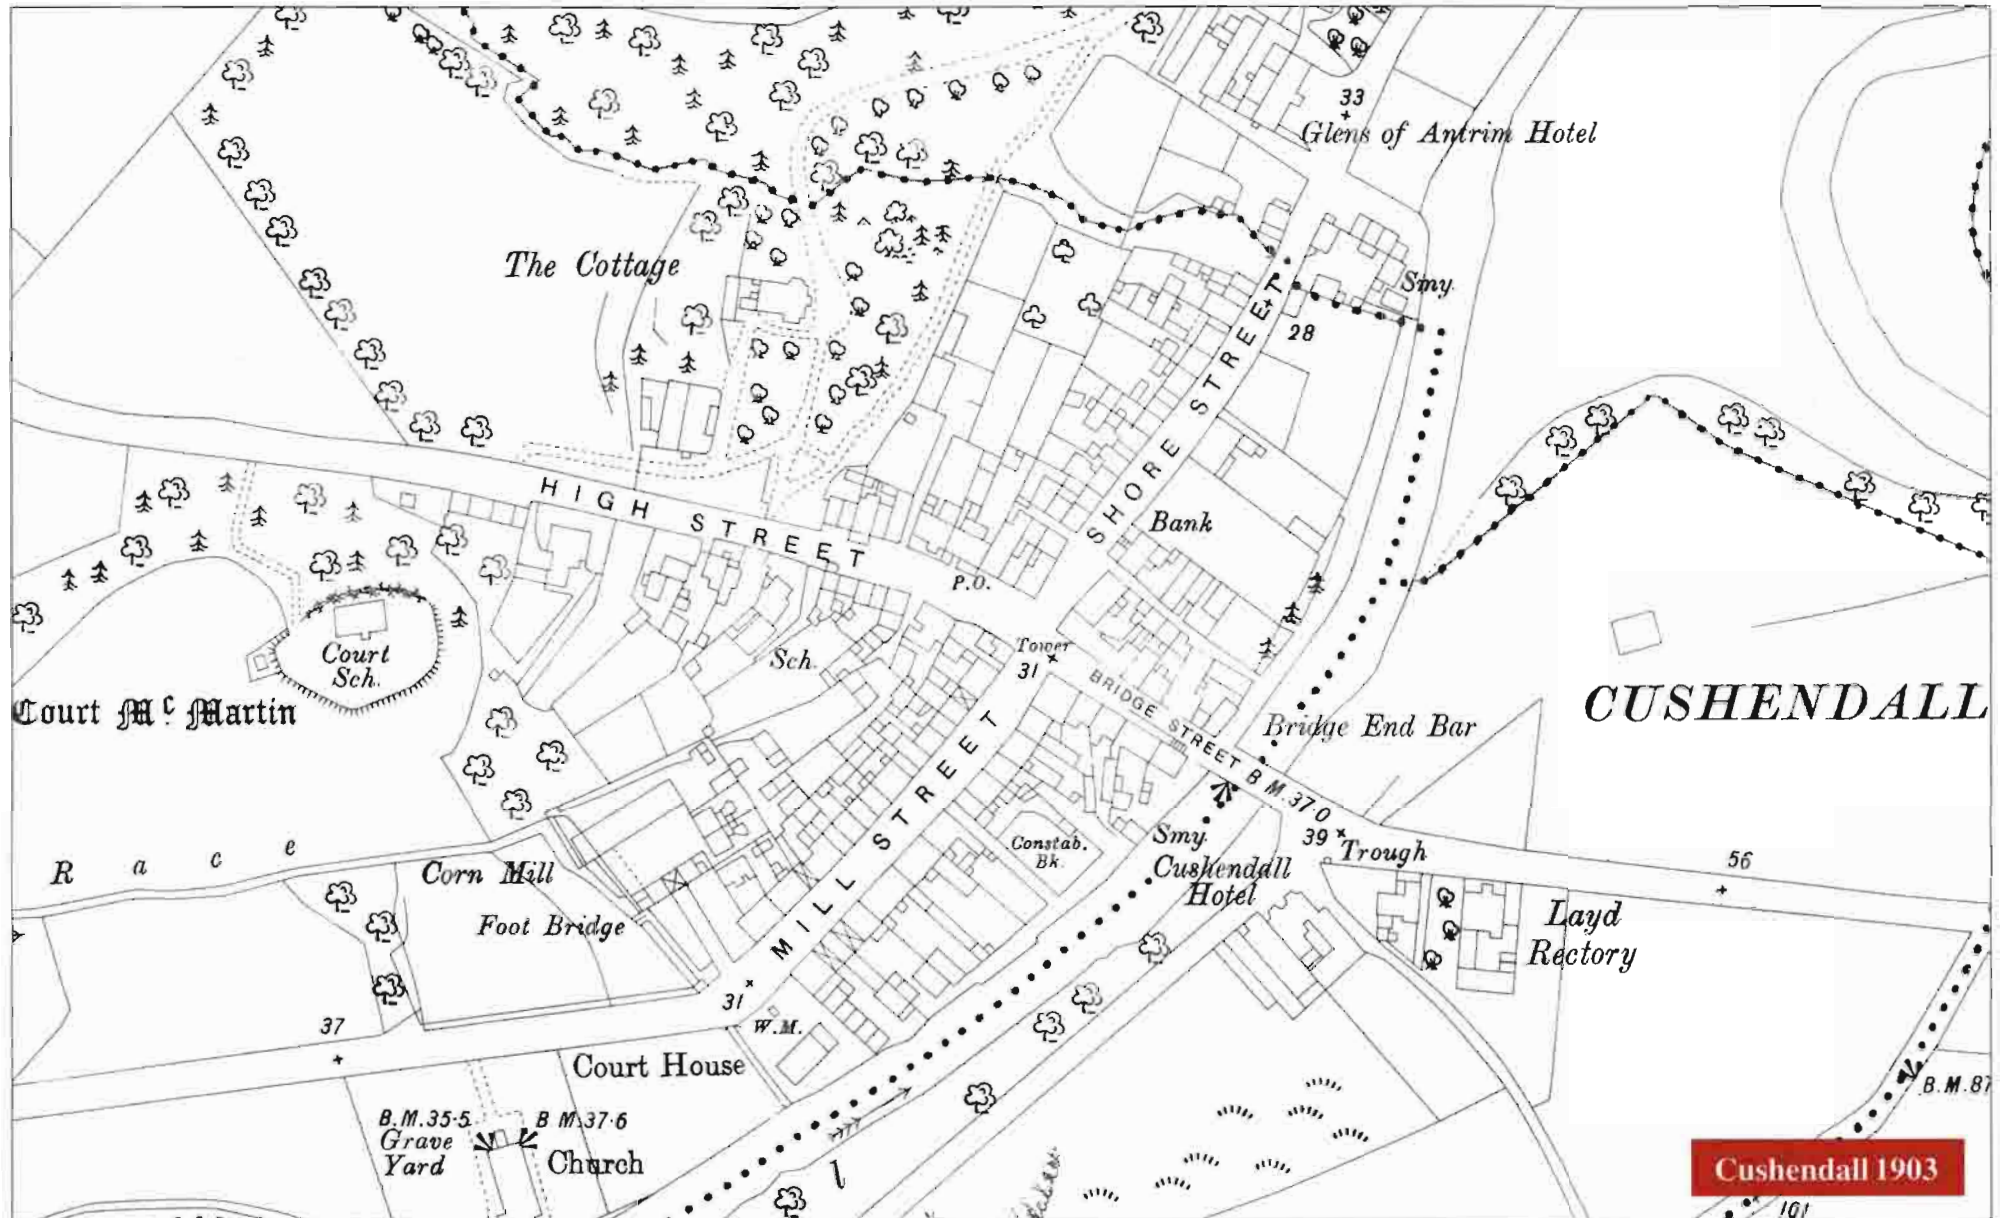 33
Glens of Antrim Hotel
The Cottage
Smy.
28
SHORE STREET
HIGH STREET
Bank
P.O.
Court
Sch.
Sch.
Tower
31
Court Mc Martin
BRIDGE STREET
CUSHENDALL
Bridge End Bar
B.M.37·0
39
Trough
Smy.
Cushendall
Hotel
Constab.
Bk.
MILL STREET
56
Race
Corn Mill
Foot Bridge
Layd
Rectory
31
W.M.
37
Court House
B.M.35·5
Grave
Yard
B.M.37·6
Church
l
B.M.87
Cushendall 1903
101